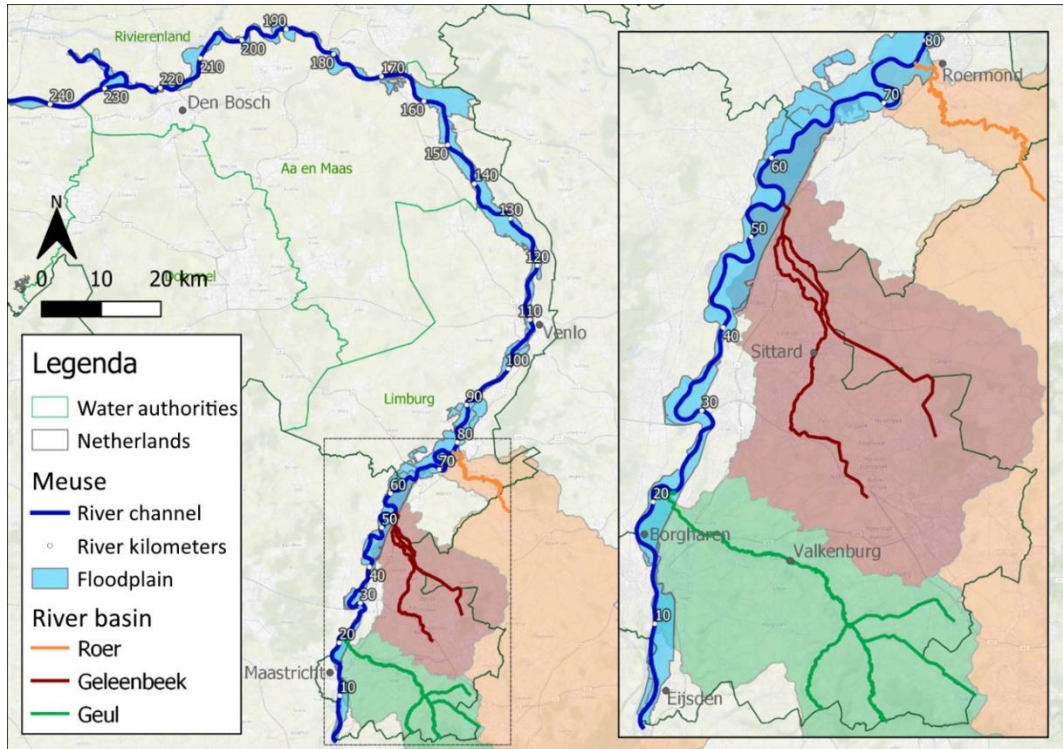 Rivierenland
190
200
180
210
170
220
160
240
230
Den Bosch
150
Aa en Maas
140
130
120
110
Venlo
100
Limburg
90
80
70
60
50
40
30
20
Maastricht
10
N
0 10 20 km
Legenda
Water authorities
Netherlands
Meuse
River channel
River kilometers
Floodplain
River basin
Roer
Geleenbeek
Geul
80
Roermond
70
60
50
40
Sittard
30
20
Borgharen
Valkenburg
10
Eijsden